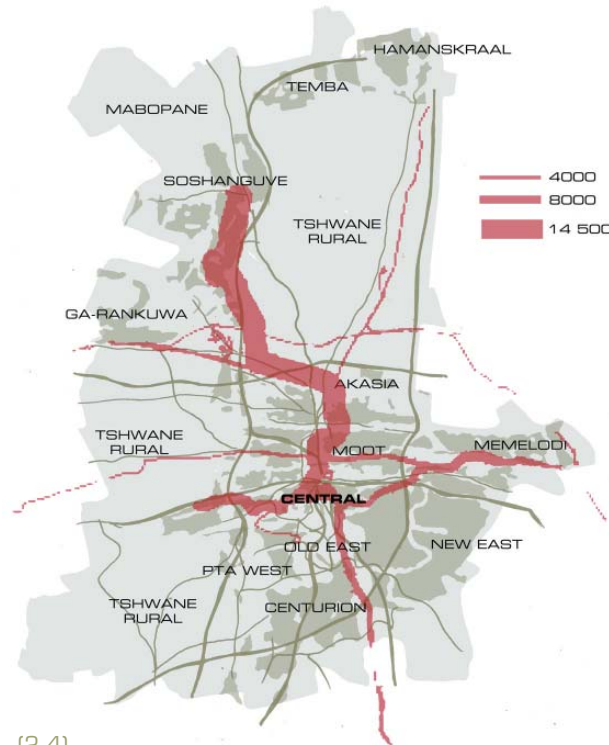 HAMANSKRAAL
TEMBA
MABOPANE
SOSHANGUVE
4000
8000
14 500
TSHWANE
RURAL
GA-RANKUWA
AKASIA
TSHWANE
RURAL
MOOT
MEMELODI
CENTRAL
OLD EAST
NEW EAST
PTA WEST
TSHWANE
RURAL
CENTURION
(2.4)